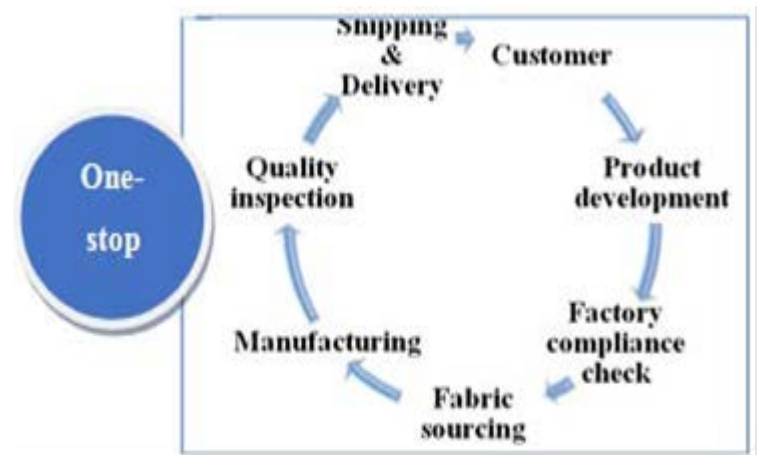 One-
stop
Shipping
&
Delivery
Customer
Product
development
Factory
compliance
check
Fabric
sourcing
Manufacturing
Quality
inspection